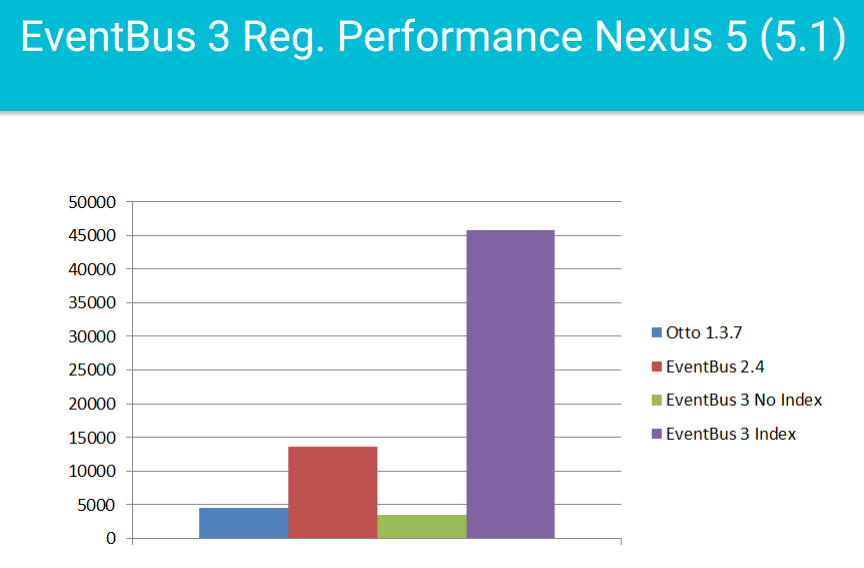 EventBus 3 Reg. Performance Nexus 5 (5.1)
50000
45000
40000
35000
30000
25000
20000
15000
10000
5000
0
Otto 1.3.7
EventBus 2.4
EventBus 3 No Index
EventBus 3 Index